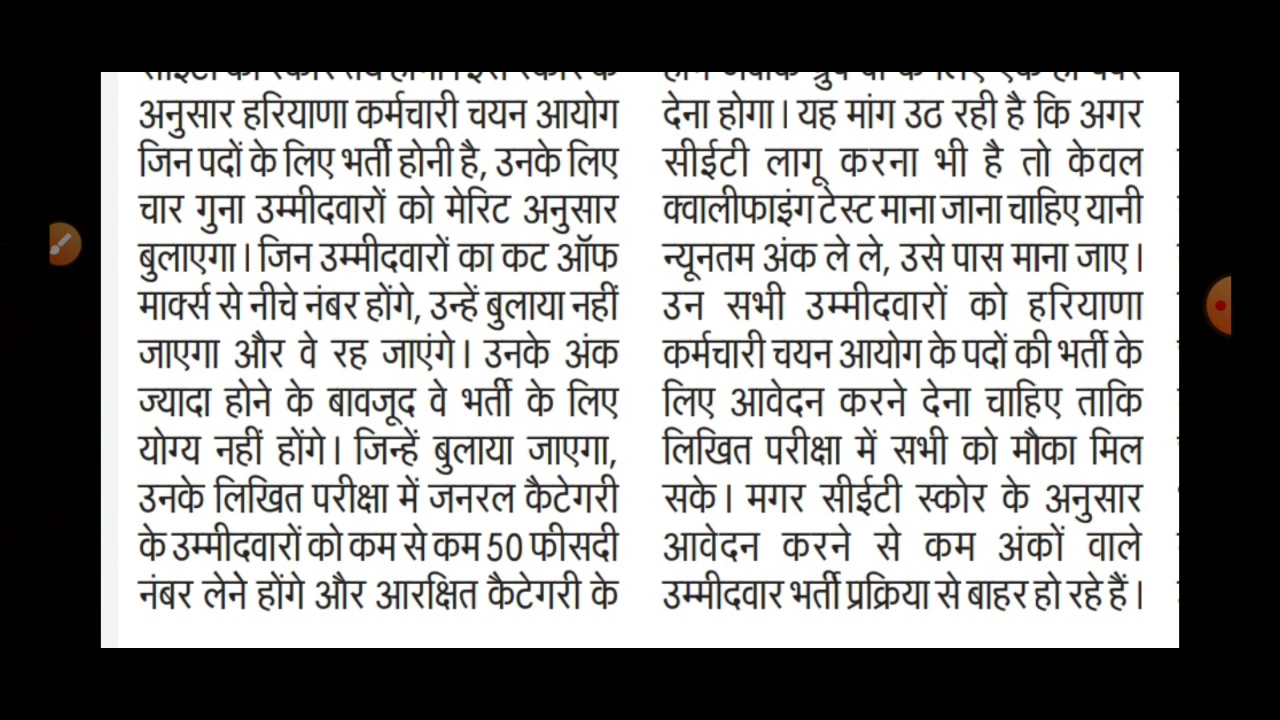 अनुसार हरियाणा कर्मचारी चयन आयोग
जिन पदों के लिए भर्ती होनी है, उनके लिए
चार गुना उम्मीदवारों को मेरिट अनुसार
बुलाएगा। जिन उम्मीदवारों का कट ऑफ
मार्क्स से नीचे नंबर होंगे, उन्हें बुलाया नहीं
जाएगा और वे रह जाएंगे। उनके अंक
ज्यादा होने के बावजूद वे भर्ती के लिए
योग्य नहीं होंगे। जिन्हें बुलाया जाएगा,
उनके लिखित परीक्षा में जनरल कैटेगरी
के उम्मीदवारों को कम से कम 50 फीसदी
नंबर लेने होंगे और आरक्षित कैटेगरी के
देना होगा। यह मांग उठ रही है कि अगर
सीईटी लागू करना भी है तो केवल
क्वालीफाइंग टेस्ट माना जाना चाहिए यानी
न्यूनतम अंक ले ले, उसे पास माना जाए।
उन सभी उम्मीदवारों को हरियाणा
कर्मचारी चयन आयोग के पदों की भर्ती के
लिए आवेदन करने देना चाहिए ताकि
लिखित परीक्षा में सभी को मौका मिल
सके। मगर सीईटी स्कोर के अनुसार
आवेदन करने से कम अंकों वाले
उम्मीदवार भर्ती प्रक्रिया से बाहर हो रहे हैं।